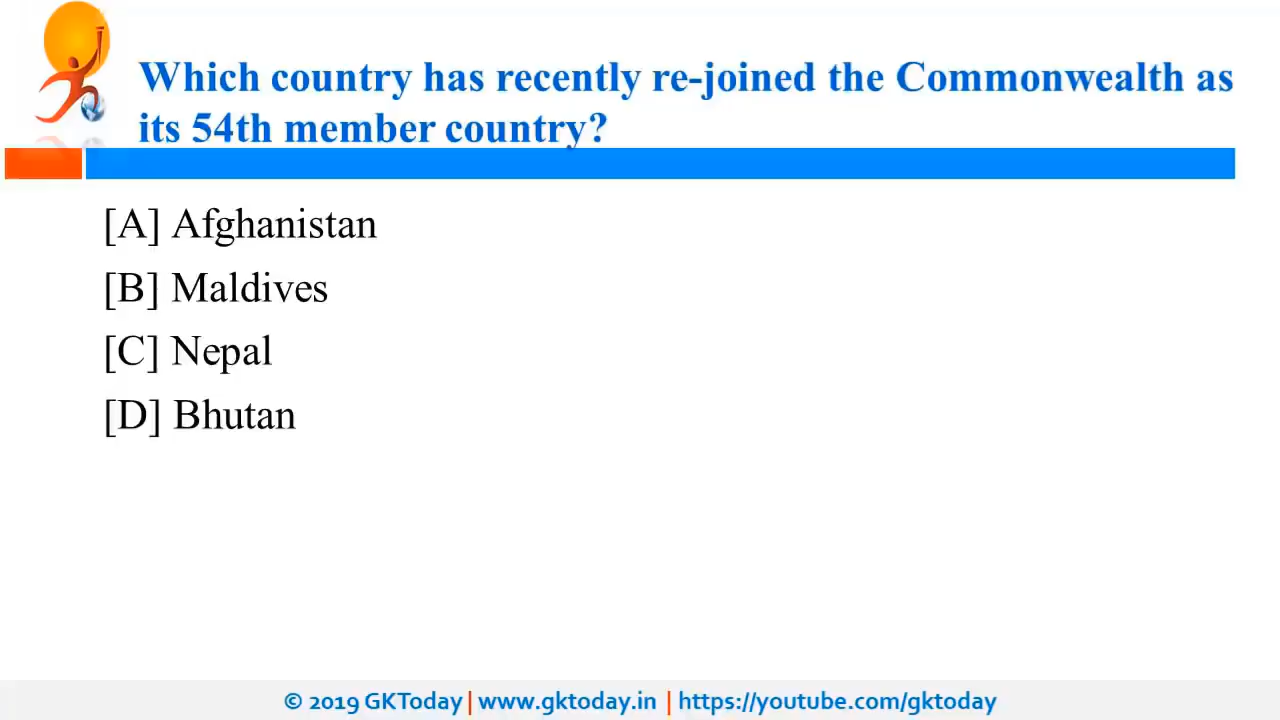 Which country has recently re-joined the Commonwealth as
its 54th member country?
[A] Afghanistan
[B] Maldives
[C] Nepal
[D] Bhutan
© 2019 GKToday | www.gktoday.in | https://youtube.com/gktoday